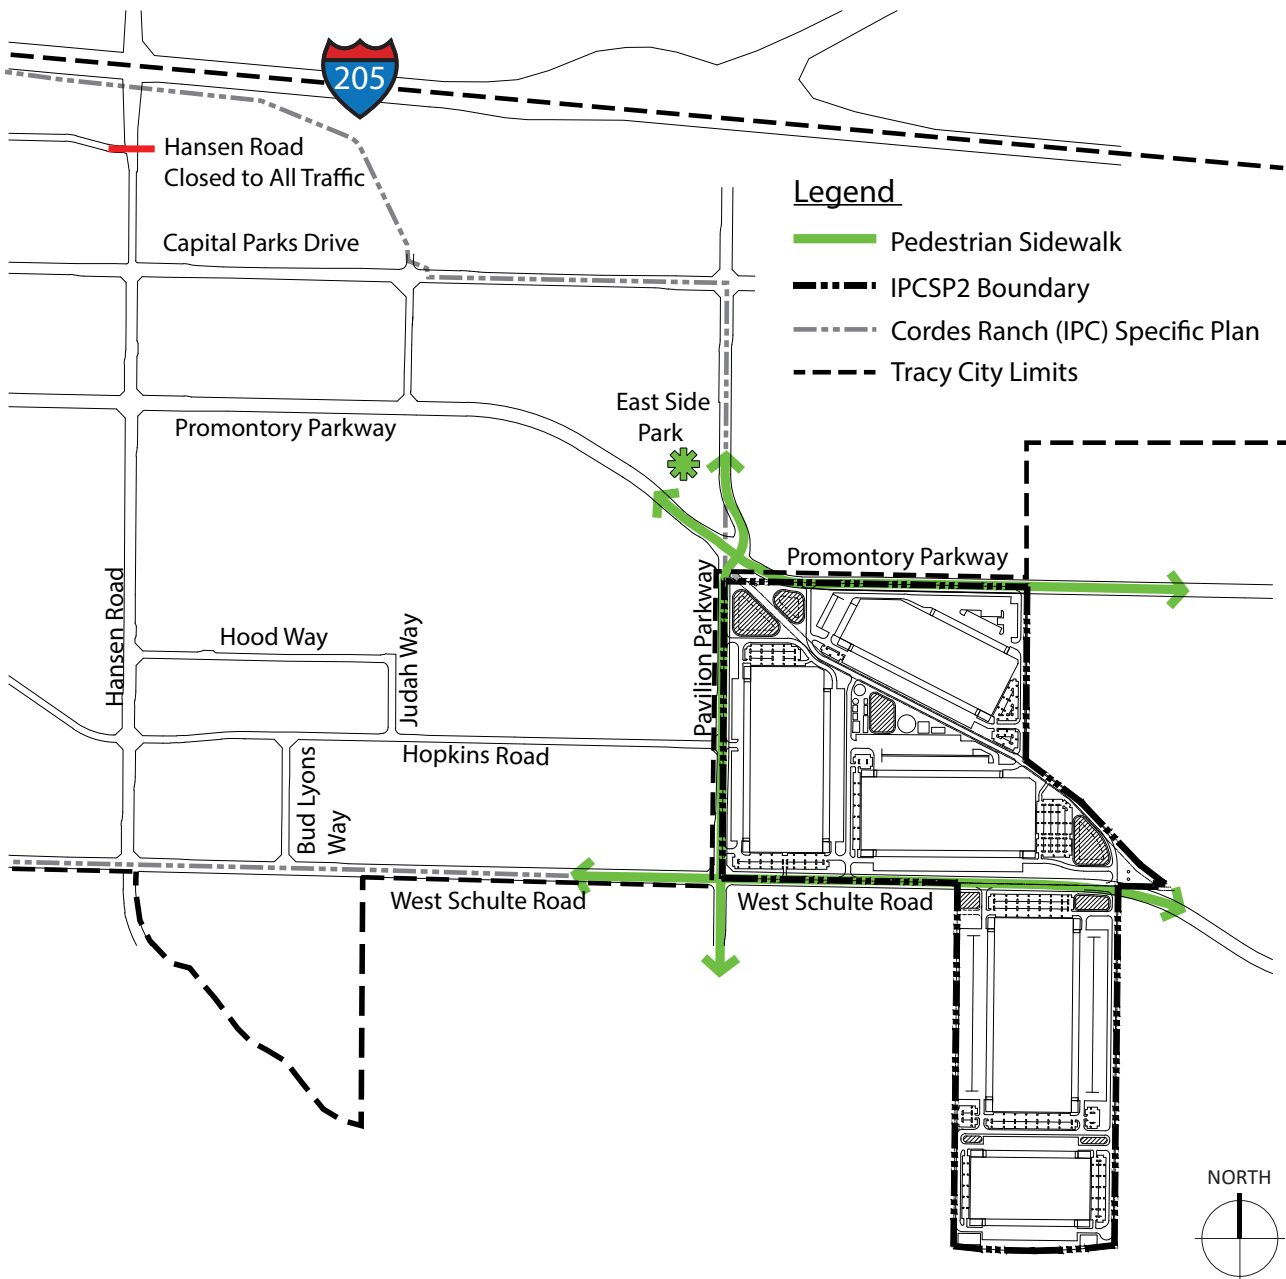 205
Hansen Road
Closed to All Traffic
Legend
Capital Parks Drive
Pedestrian Sidewalk
IPCSP2 Boundary
Cordes Ranch (IPC) Specific Plan
Tracy City Limits
East Side
Park
Promontory Parkway
Promontory Parkway
Hansen Road
Hood Way
Judah Way
Pavilion Parkway
Hopkins Road
Bud Lyons
Way
West Schulte Road
West Schulte Road
NORTH